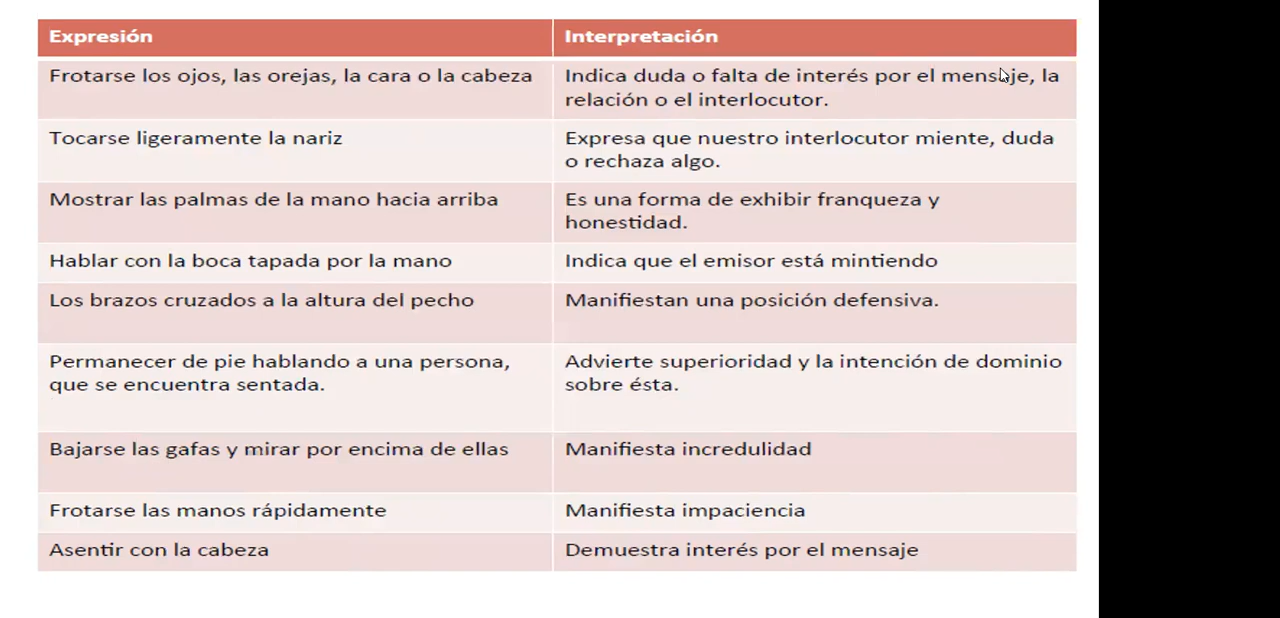 Expresión
Interpretación
Frotarse los ojos, las orejas, la cara o la cabeza
Indica duda o falta de interés por el mensaje, la
relación o el interlocutor.
Tocarse ligeramente la nariz
Expresa que nuestro interlocutor miente, duda
o rechaza algo.
Mostrar las palmas de la mano hacia arriba
Es una forma de exhibir franqueza y
honestidad.
Hablar con la boca tapada por la mano
Indica que el emisor está mintiendo
Los brazos cruzados a la altura del pecho
Manifiestan una posición defensiva.
Permanecer de pie hablando a una persona,
que se encuentra sentada.
Advierte superioridad y la intención de dominio
sobre ésta.
Bajarse las gafas y mirar por encima de ellas
Manifiesta incredulidad
Frotarse las manos rápidamente
Manifiesta impaciencia
Asentir con la cabeza
Demuestra interés por el mensaje